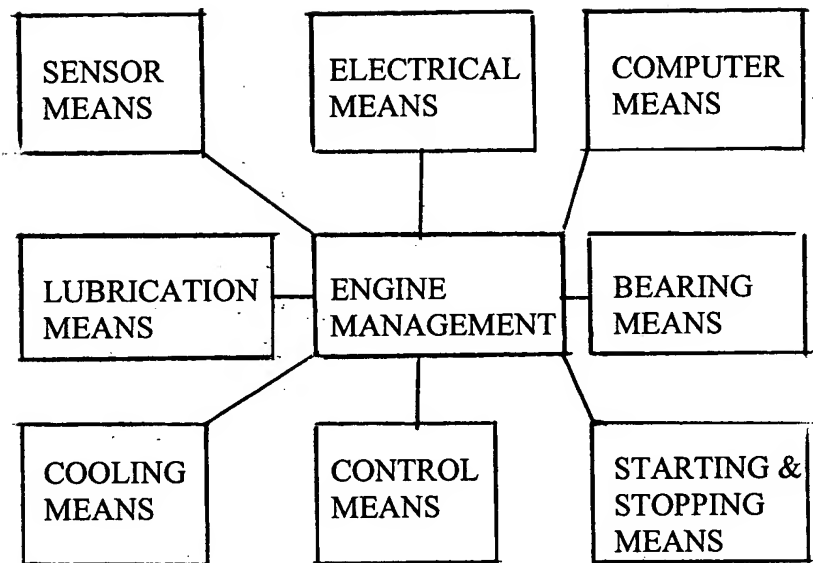 SENSOR
MEANS
ELECTRICAL
MEANS
COMPUTER
MEANS
LUBRICATION
MEANS
ENGINE
MANAGEMENT
BEARING
MEANS
COOLING
MEANS
CONTROL
MEANS
STARTING &
STOPPING
MEANS